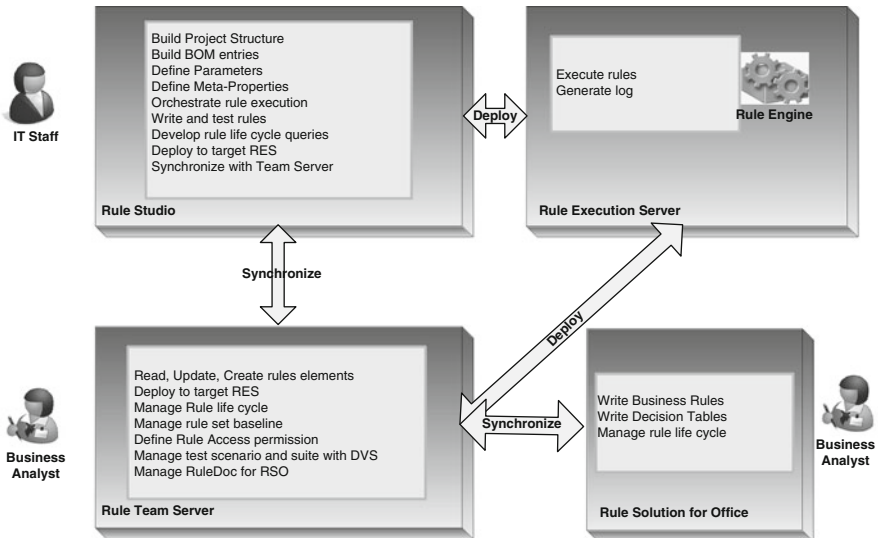 Build Project Structure
Build BOM entries
Define Parameters
Define Meta-Properties
Orchestrate rule execution
Write and test rules
Develop rule life cycle queries
Deploy to target RES
Synchronize with Team Server
Rule Studio
IT Staff
Deploy
Execute rules
Generate log
Rule Engine
Rule Execution Server
Synchronize
Deploy
Read, Update, Create rules elements
Deploy to target RES
Manage Rule life cycle
Manage rule set baseline
Define Rule Access permission
Manage test scenario and suite with DVS
Manage RuleDoc for RSO
Rule Team Server
Business
Analyst
Synchronize
Write Business Rules
Write Decision Tables
Manage rule life cycle
Rule Solution for Office
Business
Analyst